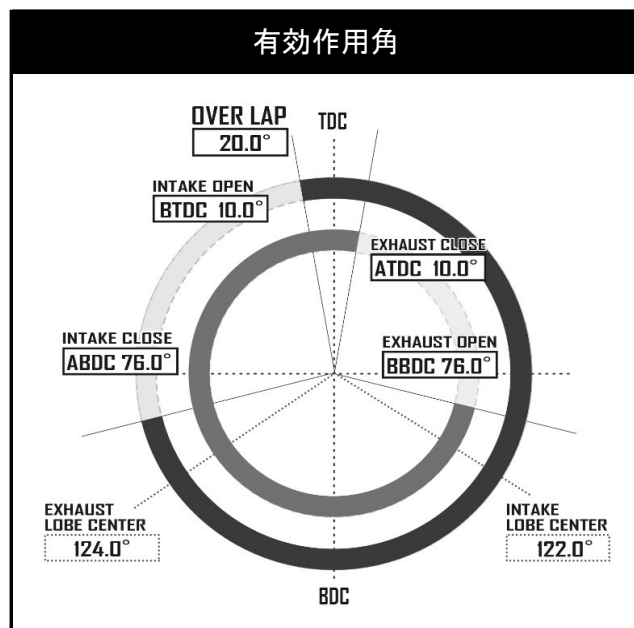 有効作用角
OVER LAP
20.0°
TDC
INTAKE OPEN
BTDC 10.0°
EXHAUST CLOSE
ATDC 10.0°
INTAKE CLOSE
ABDC 76.0°
EXHAUST OPEN
BBDC 76.0°
EXHAUST
LOBE CENTER
124.0°
INTAKE
LOBE CENTER
122.0°
BDC